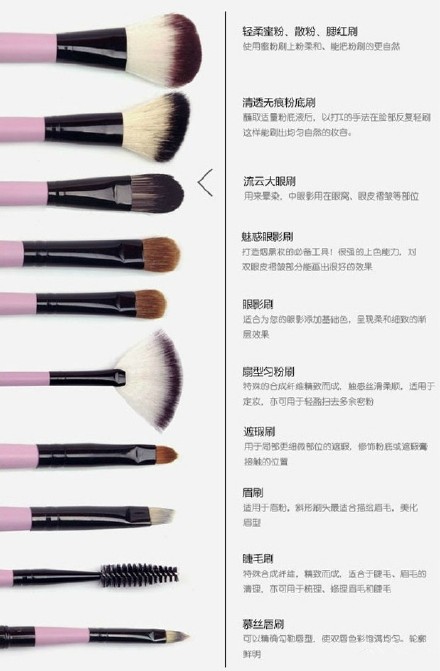 轻柔蜜粉、散粉、腮红刷
使用蜜粉刷上粉柔和、能把粉刷的更自然
清透无痕粉底刷
蘸取适量粉底液后，以打X的手法在脸部反复轻刷
这样能刷出均匀自然的妆容。
流云大眼刷
用来晕染，中眼影用在眼窝、眼皮褶皱等部位
魅惑眼影刷
打造烟熏妆的必备工具！很强的上色能力，对
双眼皮褶皱部分能画出很好的效果
眼影刷
适合为您的眼影添加基础色，呈现柔和细致的渐
层效果
扇型匀粉刷
特殊的合成纤维精致而成，触感丝滑柔顺。适于
定妆，亦可用于轻盈扫去多余密粉
遮瑕刷
用于局部更细微部位的遮瑕，修饰粉底或遮瑕膏
接触的位置
眉刷
适用于眉粉。斜形刷头最适合描绘眉毛，美化
眉型
睫毛刷
特殊合成纤维，精致而成，适合于睫毛、眉毛的
清理，亦可用于梳理、修理眉毛和睫毛
慕丝唇刷
可以精确勾勒唇型，使双唇色彩饱满均匀。轮廓
鲜明